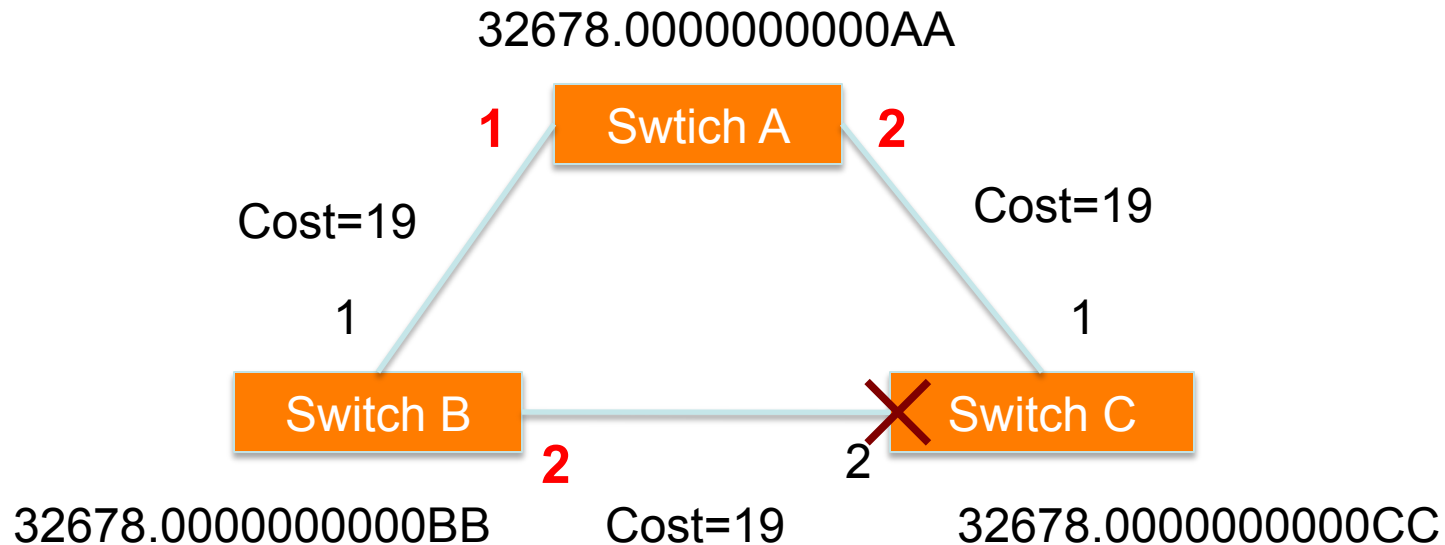 32678.0000000000AA
1
Swtich A
2
Cost=19
Cost=19
1
1
Switch B
Switch C
2
2
32678.0000000000BB
Cost=19
32678.0000000000CC